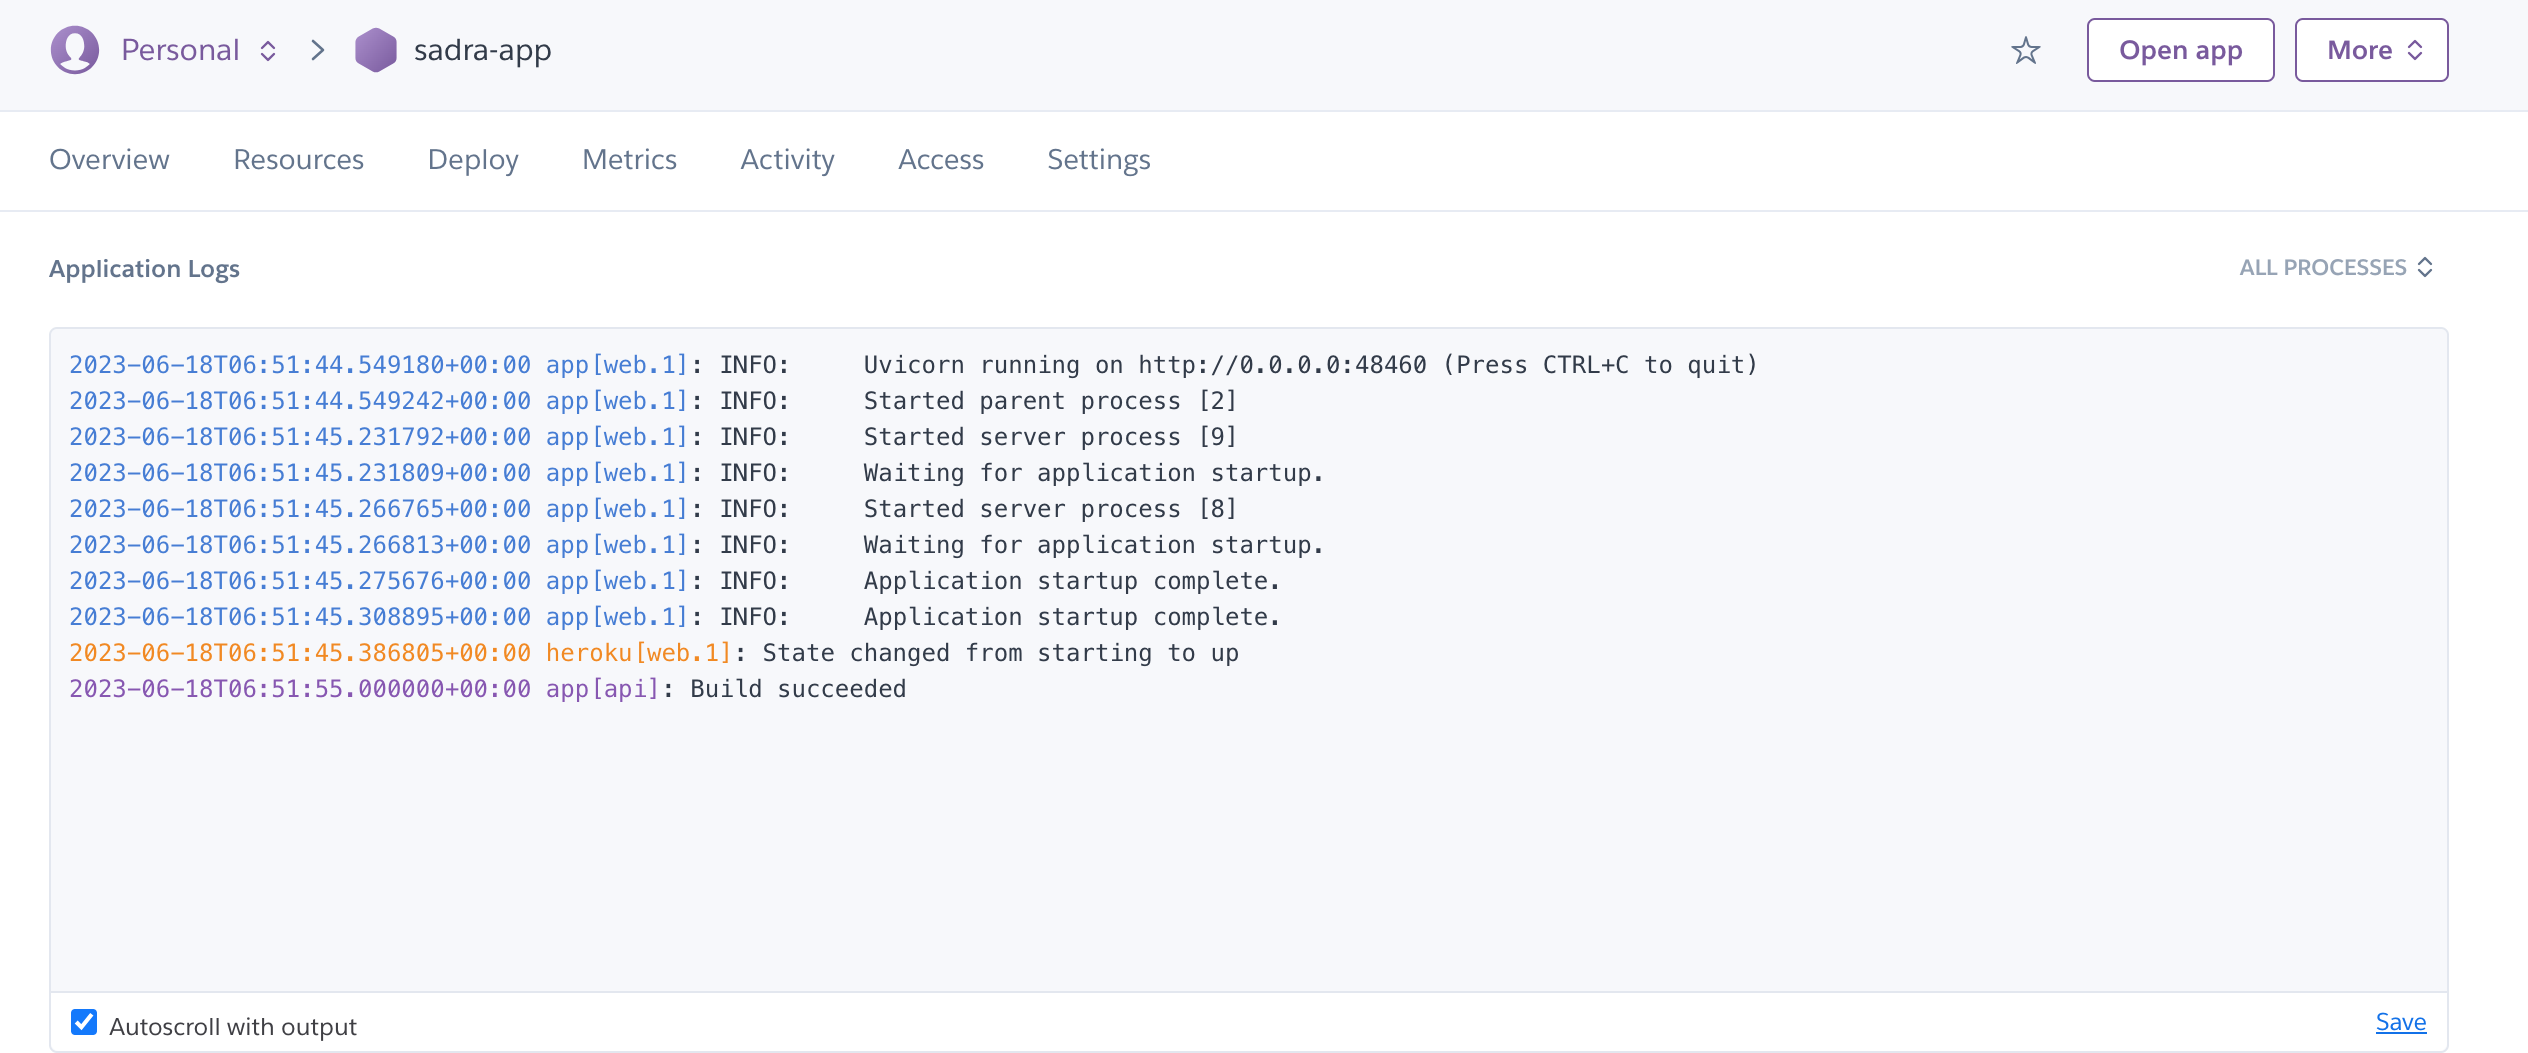 Personal sadra-app Open app More
Overview Resources Deploy Metrics Activity Access Settings
Application Logs ALL PROCESSES
2023-06-18T06:51:44.549180+00:00 app[web.1]: INFO:     Uvicorn running on http://0.0.0.0:48460 (Press CTRL+C to quit)
2023-06-18T06:51:44.549242+00:00 app[web.1]: INFO:     Started parent process [2]
2023-06-18T06:51:45.231792+00:00 app[web.1]: INFO:     Started server process [9]
2023-06-18T06:51:45.231809+00:00 app[web.1]: INFO:     Waiting for application startup.
2023-06-18T06:51:45.266765+00:00 app[web.1]: INFO:     Started server process [8]
2023-06-18T06:51:45.266813+00:00 app[web.1]: INFO:     Waiting for application startup.
2023-06-18T06:51:45.275676+00:00 app[web.1]: INFO:     Application startup complete.
2023-06-18T06:51:45.308895+00:00 app[web.1]: INFO:     Application startup complete.
2023-06-18T06:51:45.386805+00:00 heroku[web.1]: State changed from starting to up
2023-06-18T06:51:55.000000+00:00 app[api]: Build succeeded
Autoscroll with output Save